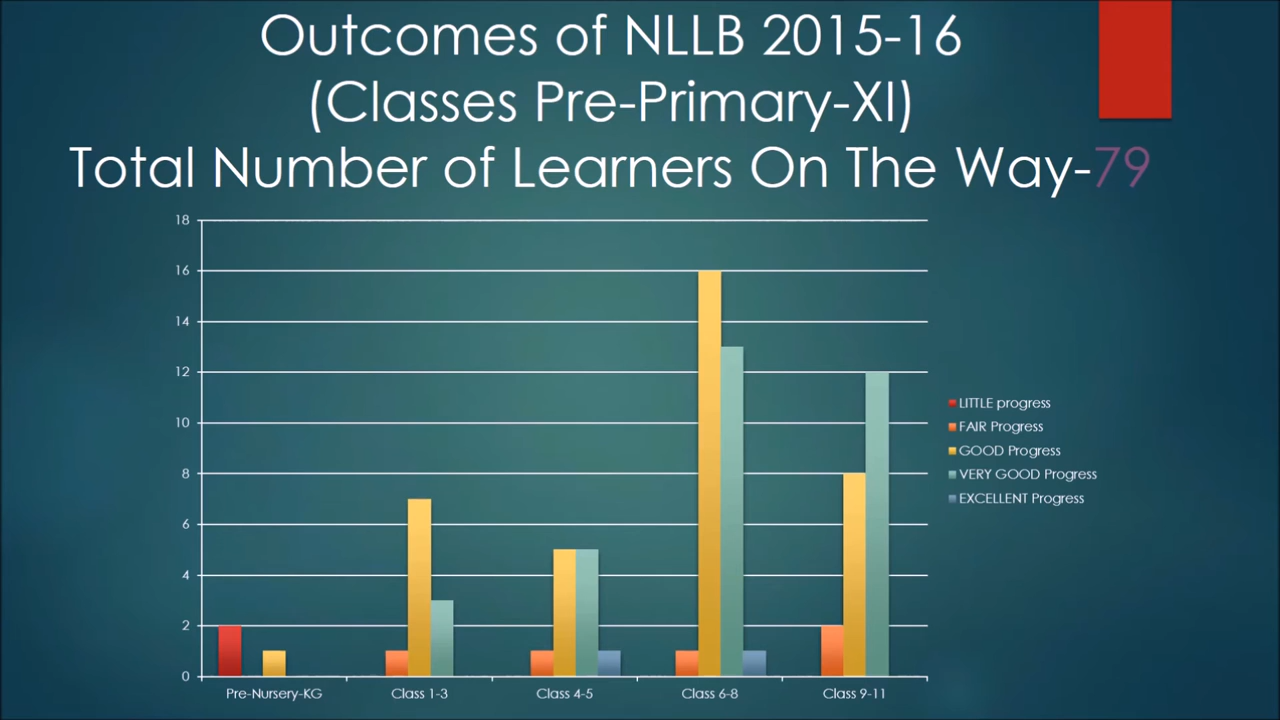 Outcomes of NLLB 2015-16
(Classes Pre-Primary-XI)
Total Number of Learners On The Way-79
18
16
14
12
10
8
6
4
2
0
Pre-Nursery-KG
Class 1-3
Class 4-5
Class 6-8
Class 9-11
LITTLE progress
FAIR Progress
GOOD Progress
VERY GOOD Progress
EXCELLENT Progress